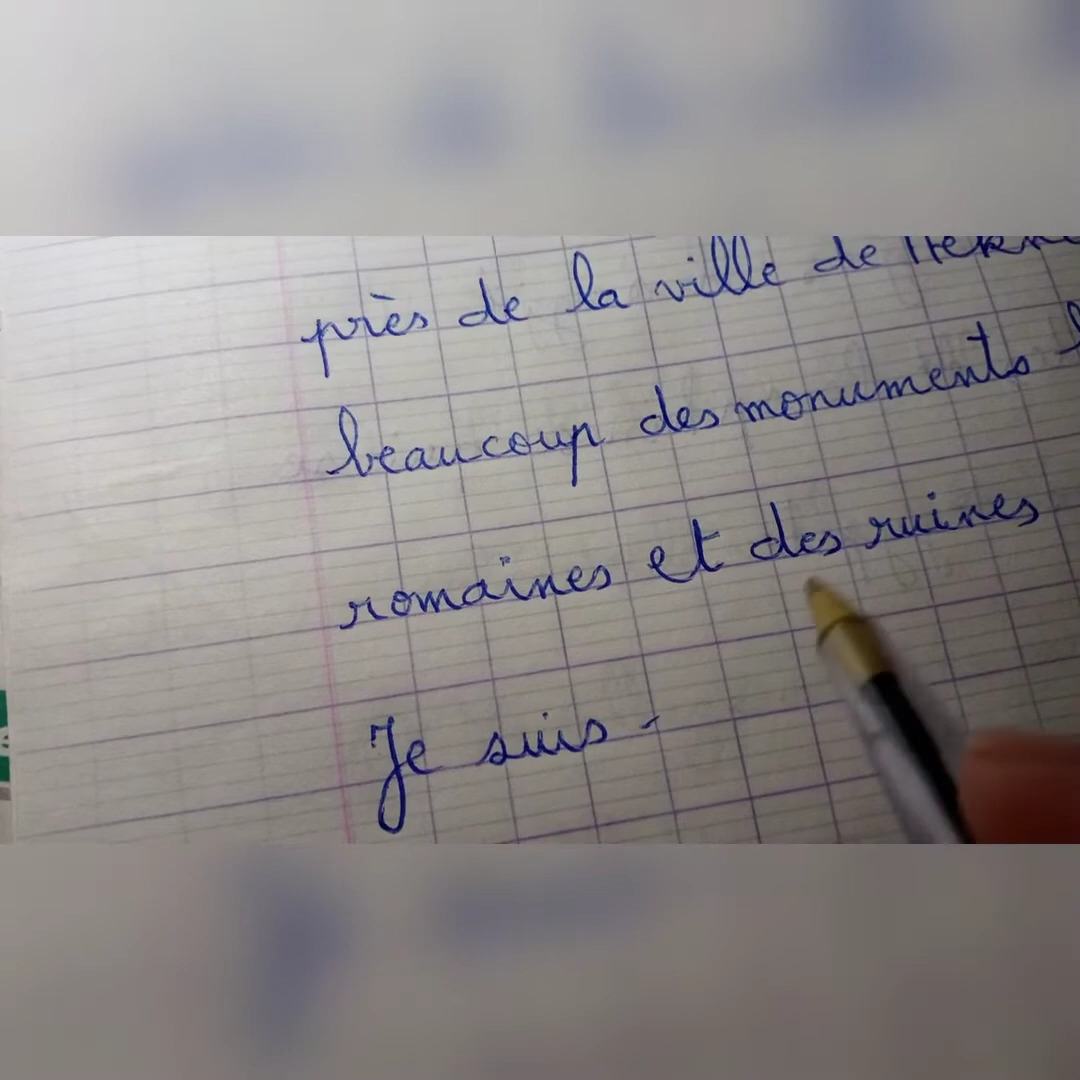 près de la ville de
beaucoup des monuments
romaines et des ruines
Je suis